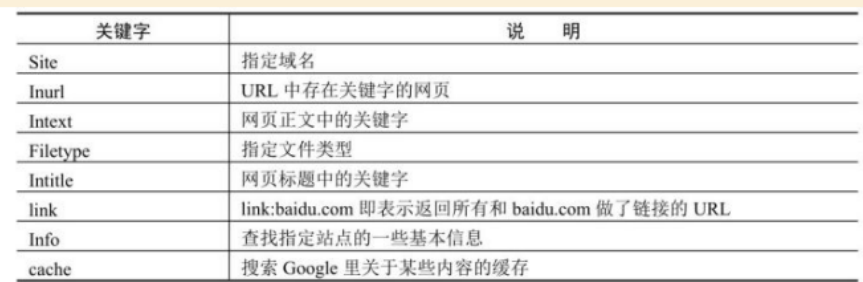 关键字 说 明
Site 指定域名
Inurl URL 中存在关键字的网页
Intext 网页正文中的关键字
Filetype 指定文件类型
Intitle 网页标题中的关键字
link link:baidu.com 即表示返回所有和 baidu.com 做了链接的 URL
Info 查找指定站点的一些基本信息
cache 搜索 Google 里关于某些内容的缓存